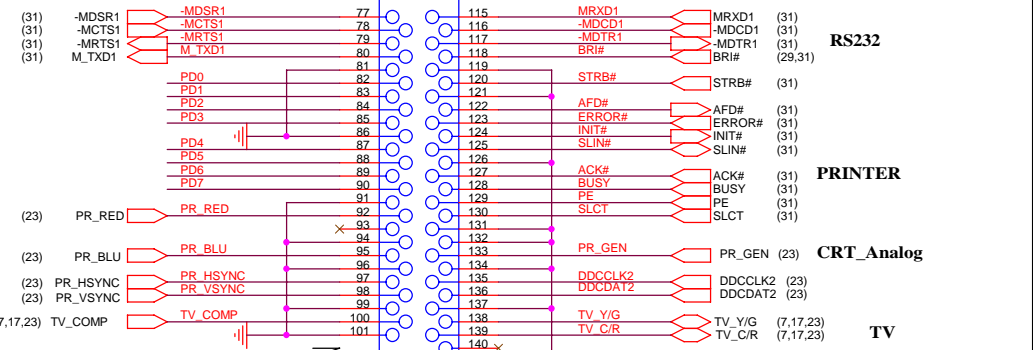 (31) -MDSR1 -MDSR1 77 115 MRXD1 MRXD1 (31)
(31) -MCTS1 -MCTS1 78 116 -MDCD1 -MDCD1 (31)
(31) -MRTS1 -MRTS1 79 117 -MDTR1 -MDTR1 (31) RS232
(31) M_TXD1 M_TXD1 80 118 BRI# BRI# (29,31)
81 119
PD0 82 120 STRB# STRB# (31)
PD1 83 121
PD2 84 122 AFD# AFD# (31)
PD3 85 123 ERROR# ERROR# (31)
86 124 INIT# INIT# (31)
PD4 87 125 SLIN# SLIN# (31)
PD5 88 126
PD6 89 127 ACK# ACK# (31) PRINTER
PD7 90 128 BUSY BUSY (31)
91 129 PE PE (31)
(23) PR_RED PR_RED 92 130 SLCT SLCT (31)
93 131
94 132
(23) PR_BLU PR_BLU 95 133 PR_GEN PR_GEN (23) CRT_Analog
96 134
(23) PR_HSYNC PR_HSYNC 97 135 DDCCLK2 DDCCLK2 (23)
(23) PR_VSYNC PR_VSYNC 98 136 DDCDAT2 DDCDAT2 (23)
99 137
7,17,23) TV_COMP TV_COMP 100 138 TV_Y/G TV_Y/G (7,17,23)
101 139 TV_C/R TV_C/R (7,17,23) TV
140